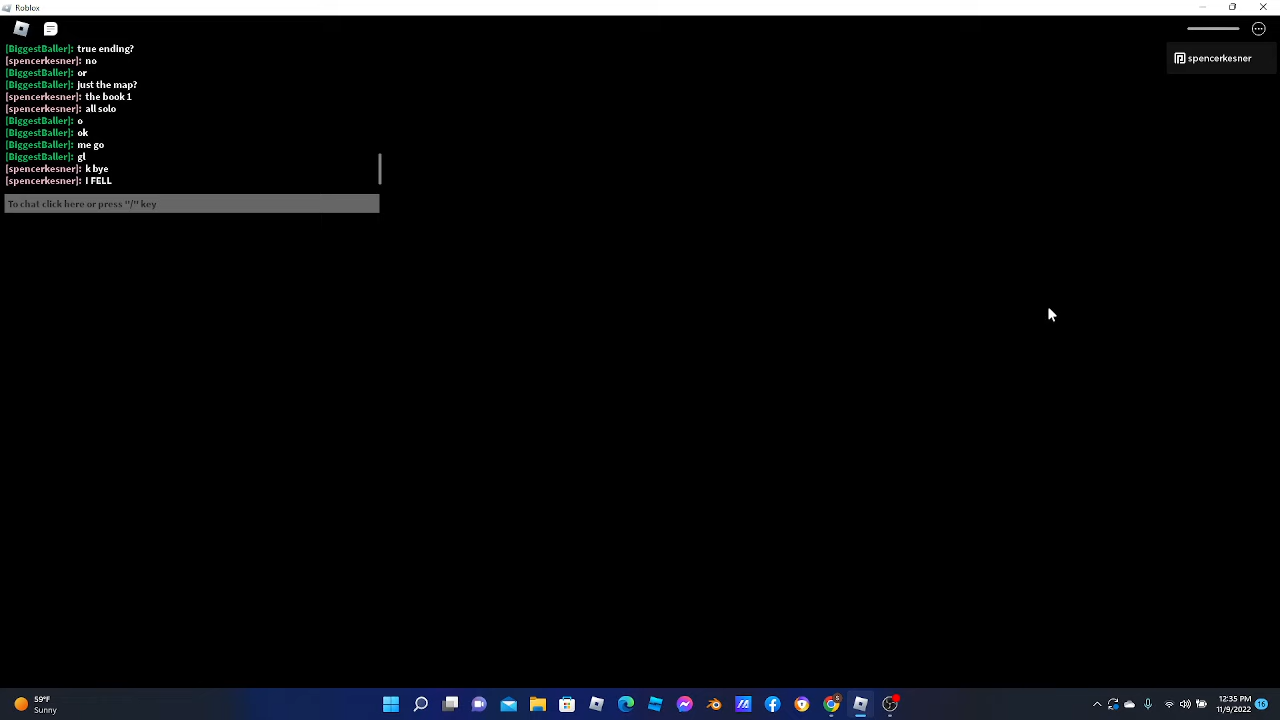 Roblox
[BiggestBaller]: true ending?
[spencerkesner]: no
[BiggestBaller]: or
[BiggestBaller]: just the map?
[spencerkesner]: the book 1
[spencerkesner]: all solo
[BiggestBaller]: o
[BiggestBaller]: ok
[BiggestBaller]: me go
[BiggestBaller]: gl
[spencerkesner]: k bye
[spencerkesner]: I FELL
To chat click here or press "/" key
spencerkesner
59°F
Sunny
S
12:35 PM
11/9/2022
16